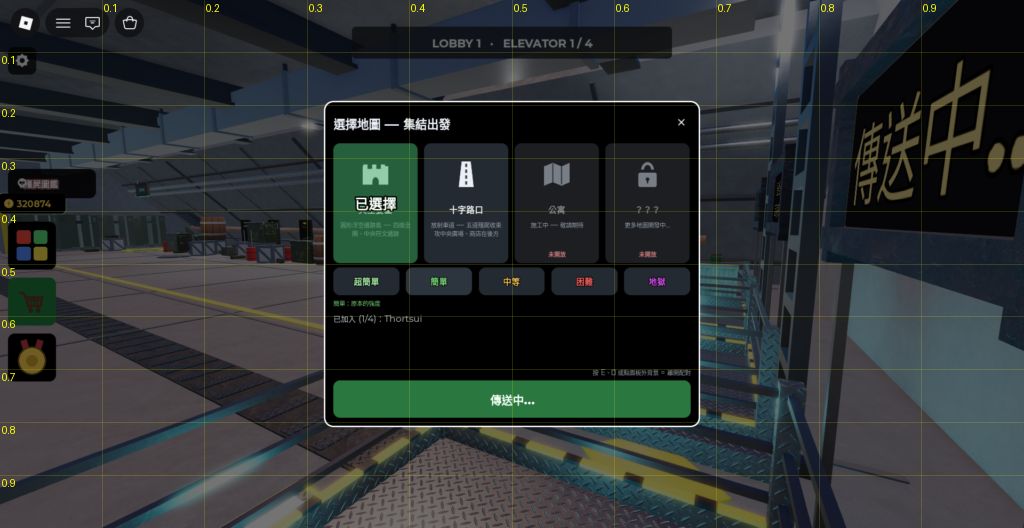 LOBBY 1 · ELEVATOR 1 / 4
選擇地圖 — 集結出發
×
已選擇
十字路口
公寓
施工中 — 敬請期待
未開放
? ? ?
更多地圖開發中...
未開放
超簡單
簡單
中等
困難
地獄
簡單：原本的強度
已加入 (1/4)：Thortsui
傳送中...
320874
傳送中..